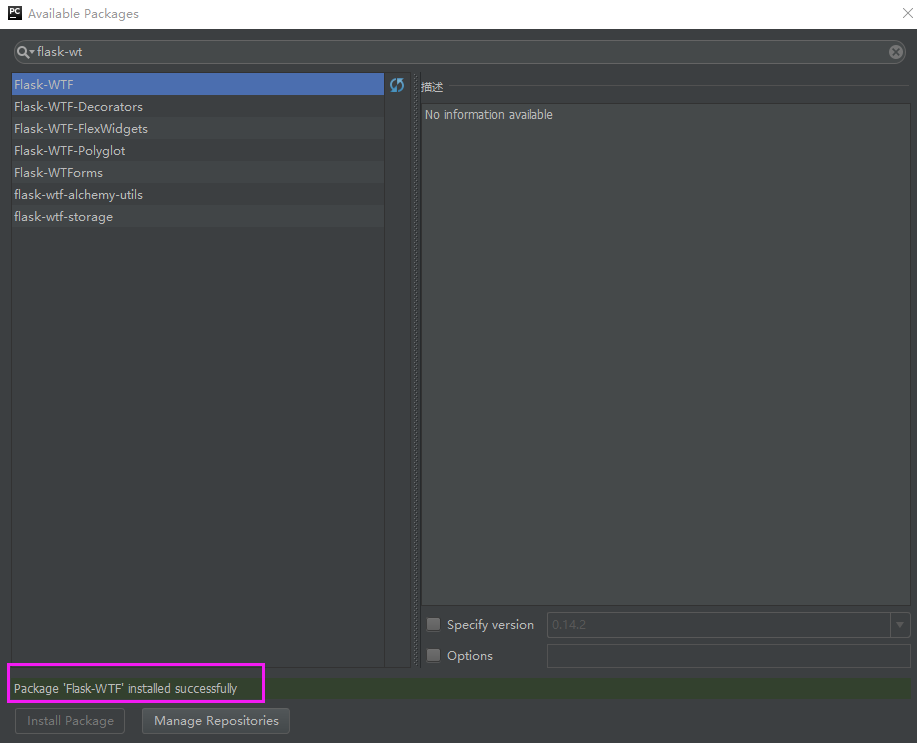 PC Available Packages
flask-wt
Flask-WTF
Flask-WTF-Decorators
Flask-WTF-FlexWidgets
Flask-WTF-Polyglot
Flask-WTForms
flask-wtf-alchemy-utils
flask-wtf-storage
描述
No information available
Specify version 0.14.2
Options
Package 'Flask-WTF' installed successfully
Install Package Manage Repositories